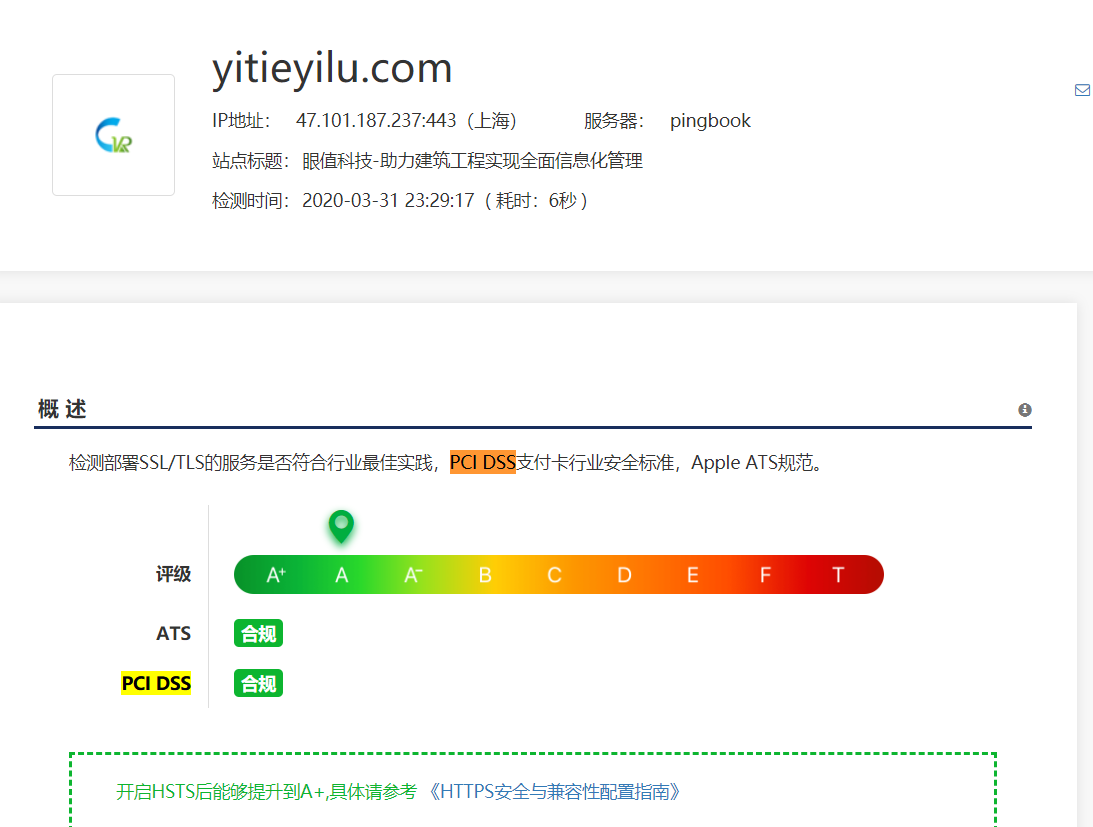 yitieyilu.com
IP地址： 47.101.187.237:443（上海） 服务器： pingbook
站点标题： 眼值科技-助力建筑工程实现全面信息化管理
检测时间： 2020-03-31 23:29:17（ 耗时：6秒 ）
CVR
概 述
检测部署SSL/TLS的服务是否符合行业最佳实践，PCI DSS支付卡行业安全标准，Apple ATS规范。
评级 A+ A A- B C D E F T
ATS 合规
PCI DSS 合规
开启HSTS后能够提升到A+,具体请参考 《HTTPS安全与兼容性配置指南》